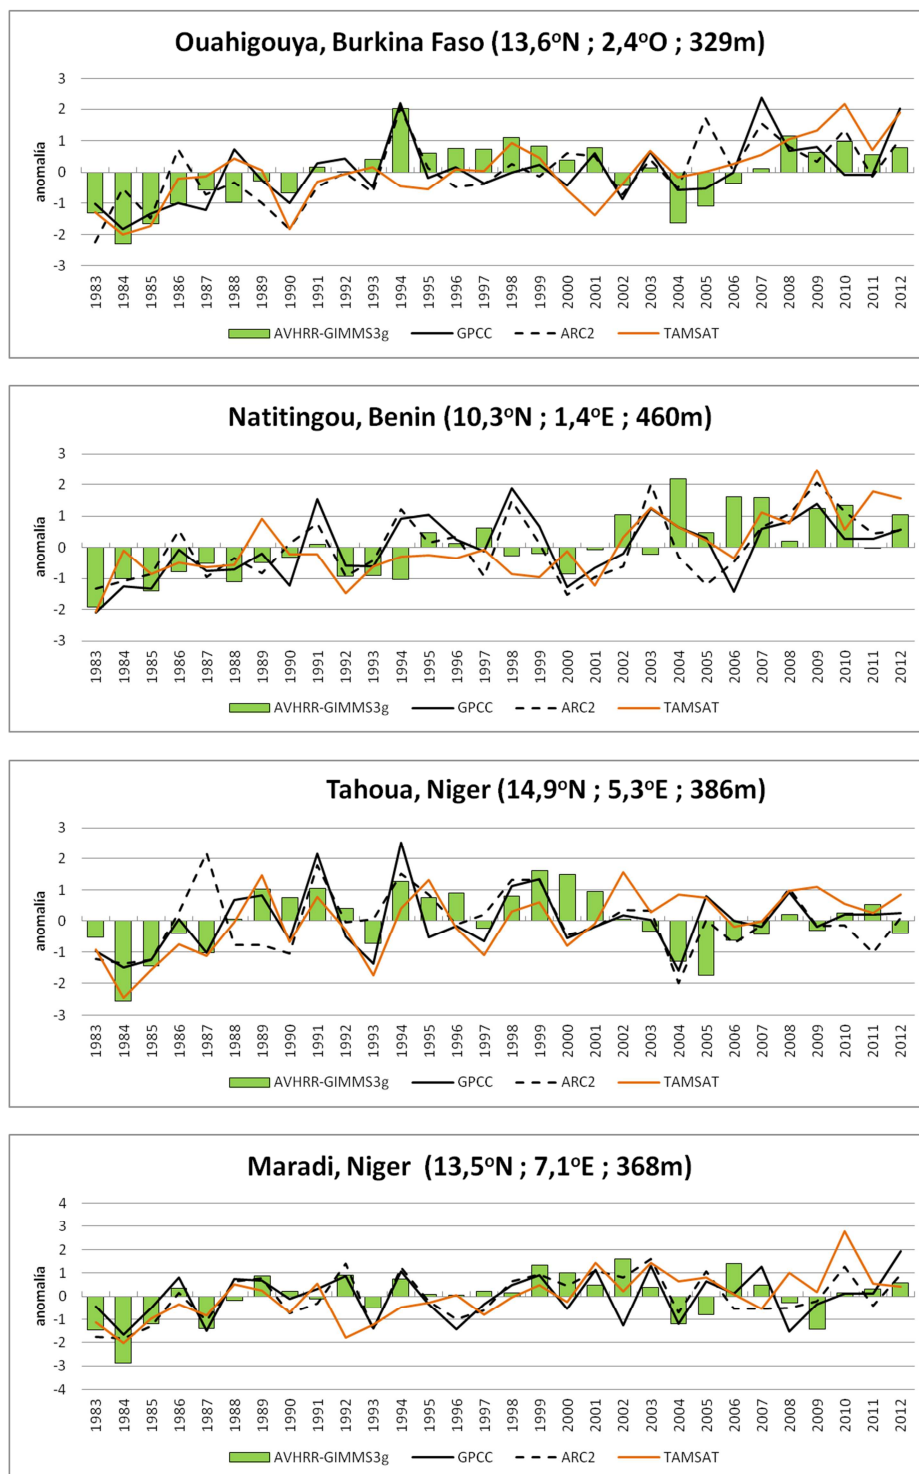 Ouahigouya, Burkina Faso (13,6ºN ; 2,4ºO ; 329m)
3
2
1
0
-1
-2
-3
anomalía
1983 1984 1985 1986 1987 1988 1989 1990 1991 1992 1993 1994 1995 1996 1997 1998 1999 2000 2001 2002 2003 2004 2005 2006 2007 2008 2009 2010 2011 2012
AVHRR-GIMMS3g GPCC ARC2 TAMSAT
Natitingou, Benin (10,3ºN ; 1,4ºE ; 460m)
3
2
1
0
-1
-2
-3
anomalía
1983 1984 1985 1986 1987 1988 1989 1990 1991 1992 1993 1994 1995 1996 1997 1998 1999 2000 2001 2002 2003 2004 2005 2006 2007 2008 2009 2010 2011 2012
AVHRR-GIMMS3g GPCC ARC2 TAMSAT
Tahoua, Niger (14,9ºN ; 5,3ºE ; 386m)
3
2
1
0
-1
-2
-3
anomalía
1983 1984 1985 1986 1987 1988 1989 1990 1991 1992 1993 1994 1995 1996 1997 1998 1999 2000 2001 2002 2003 2004 2005 2006 2007 2008 2009 2010 2011 2012
AVHRR-GIMMS3g GPCC ARC2 TAMSAT
Maradi, Niger (13,5ºN ; 7,1ºE ; 368m)
4
3
2
1
0
-1
-2
-3
-4
anomalía
1983 1984 1985 1986 1987 1988 1989 1990 1991 1992 1993 1994 1995 1996 1997 1998 1999 2000 2001 2002 2003 2004 2005 2006 2007 2008 2009 2010 2011 2012
AVHRR-GIMMS3g GPCC ARC2 TAMSAT